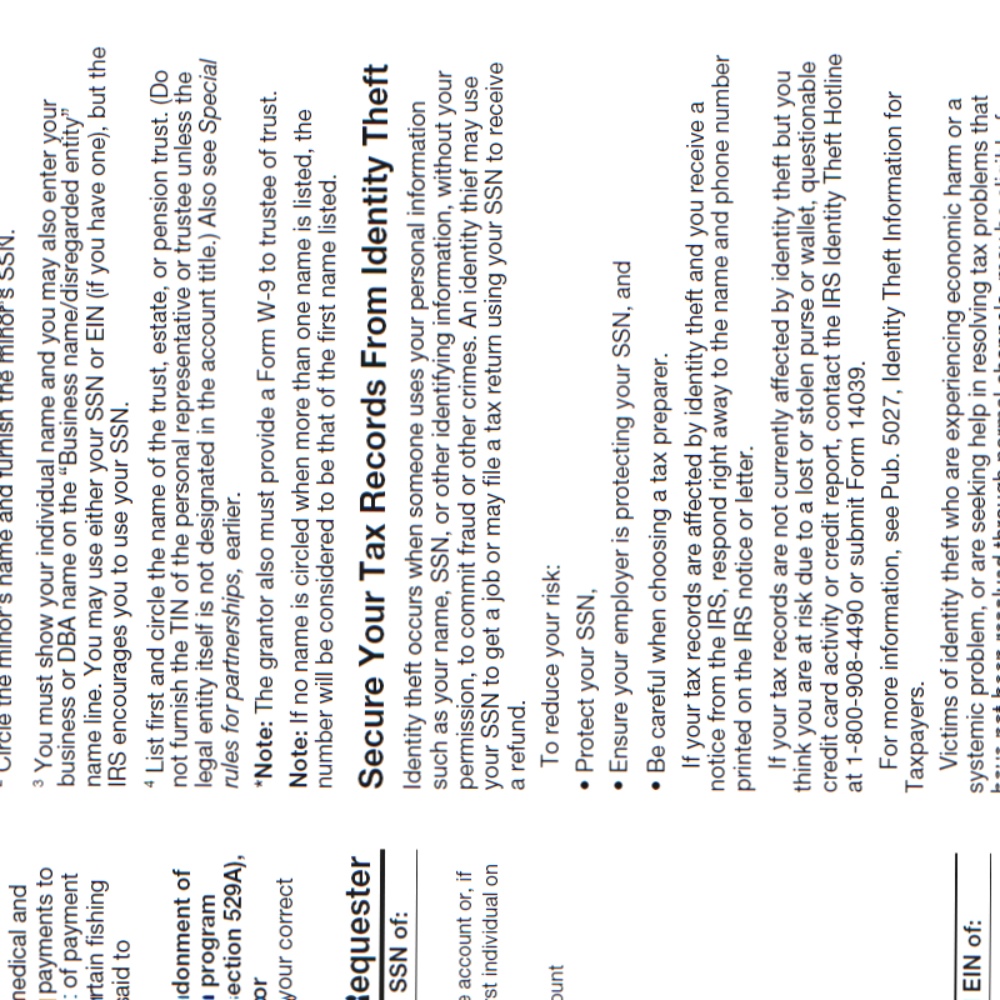 medical and
payments to
of payment
certain fishing
said to
abandonment of
program
section 529A),
or
your correct
Requester
SSN of:
account or, if
first individual on
EIN of:
² Circle the minor's name and furnish the minor's SSN.
³ You must show your individual name and you may also enter your
business or DBA name on the “Business name/disregarded entity”
name line. You may use either your SSN or EIN (if you have one), but the
IRS encourages you to use your SSN.
⁴ List first and circle the name of the trust, estate, or pension trust. (Do
not furnish the TIN of the personal representative or trustee unless the
legal entity itself is not designated in the account title.) Also see Special
rules for partnerships, earlier.
*Note: The grantor also must provide a Form W-9 to trustee of trust.
Note: If no name is circled when more than one name is listed, the
number will be considered to be that of the first name listed.
Secure Your Tax Records From Identity Theft
Identity theft occurs when someone uses your personal information
such as your name, SSN, or other identifying information, without your
permission, to commit fraud or other crimes. An identity thief may use
your SSN to get a job or may file a tax return using your SSN to receive
a refund.
To reduce your risk:
• Protect your SSN,
• Ensure your employer is protecting your SSN, and
• Be careful when choosing a tax preparer.
If your tax records are affected by identity theft and you receive a
notice from the IRS, respond right away to the name and phone number
printed on the IRS notice or letter.
If your tax records are not currently affected by identity theft but you
think you are at risk due to a lost or stolen purse or wallet, questionable
credit card activity or credit report, contact the IRS Identity Theft Hotline
at 1-800-908-4490 or submit Form 14039.
For more information, see Pub. 5027, Identity Theft Information for
Taxpayers.
Victims of identity theft who are experiencing economic harm or a
systemic problem, or are seeking help in resolving tax problems that